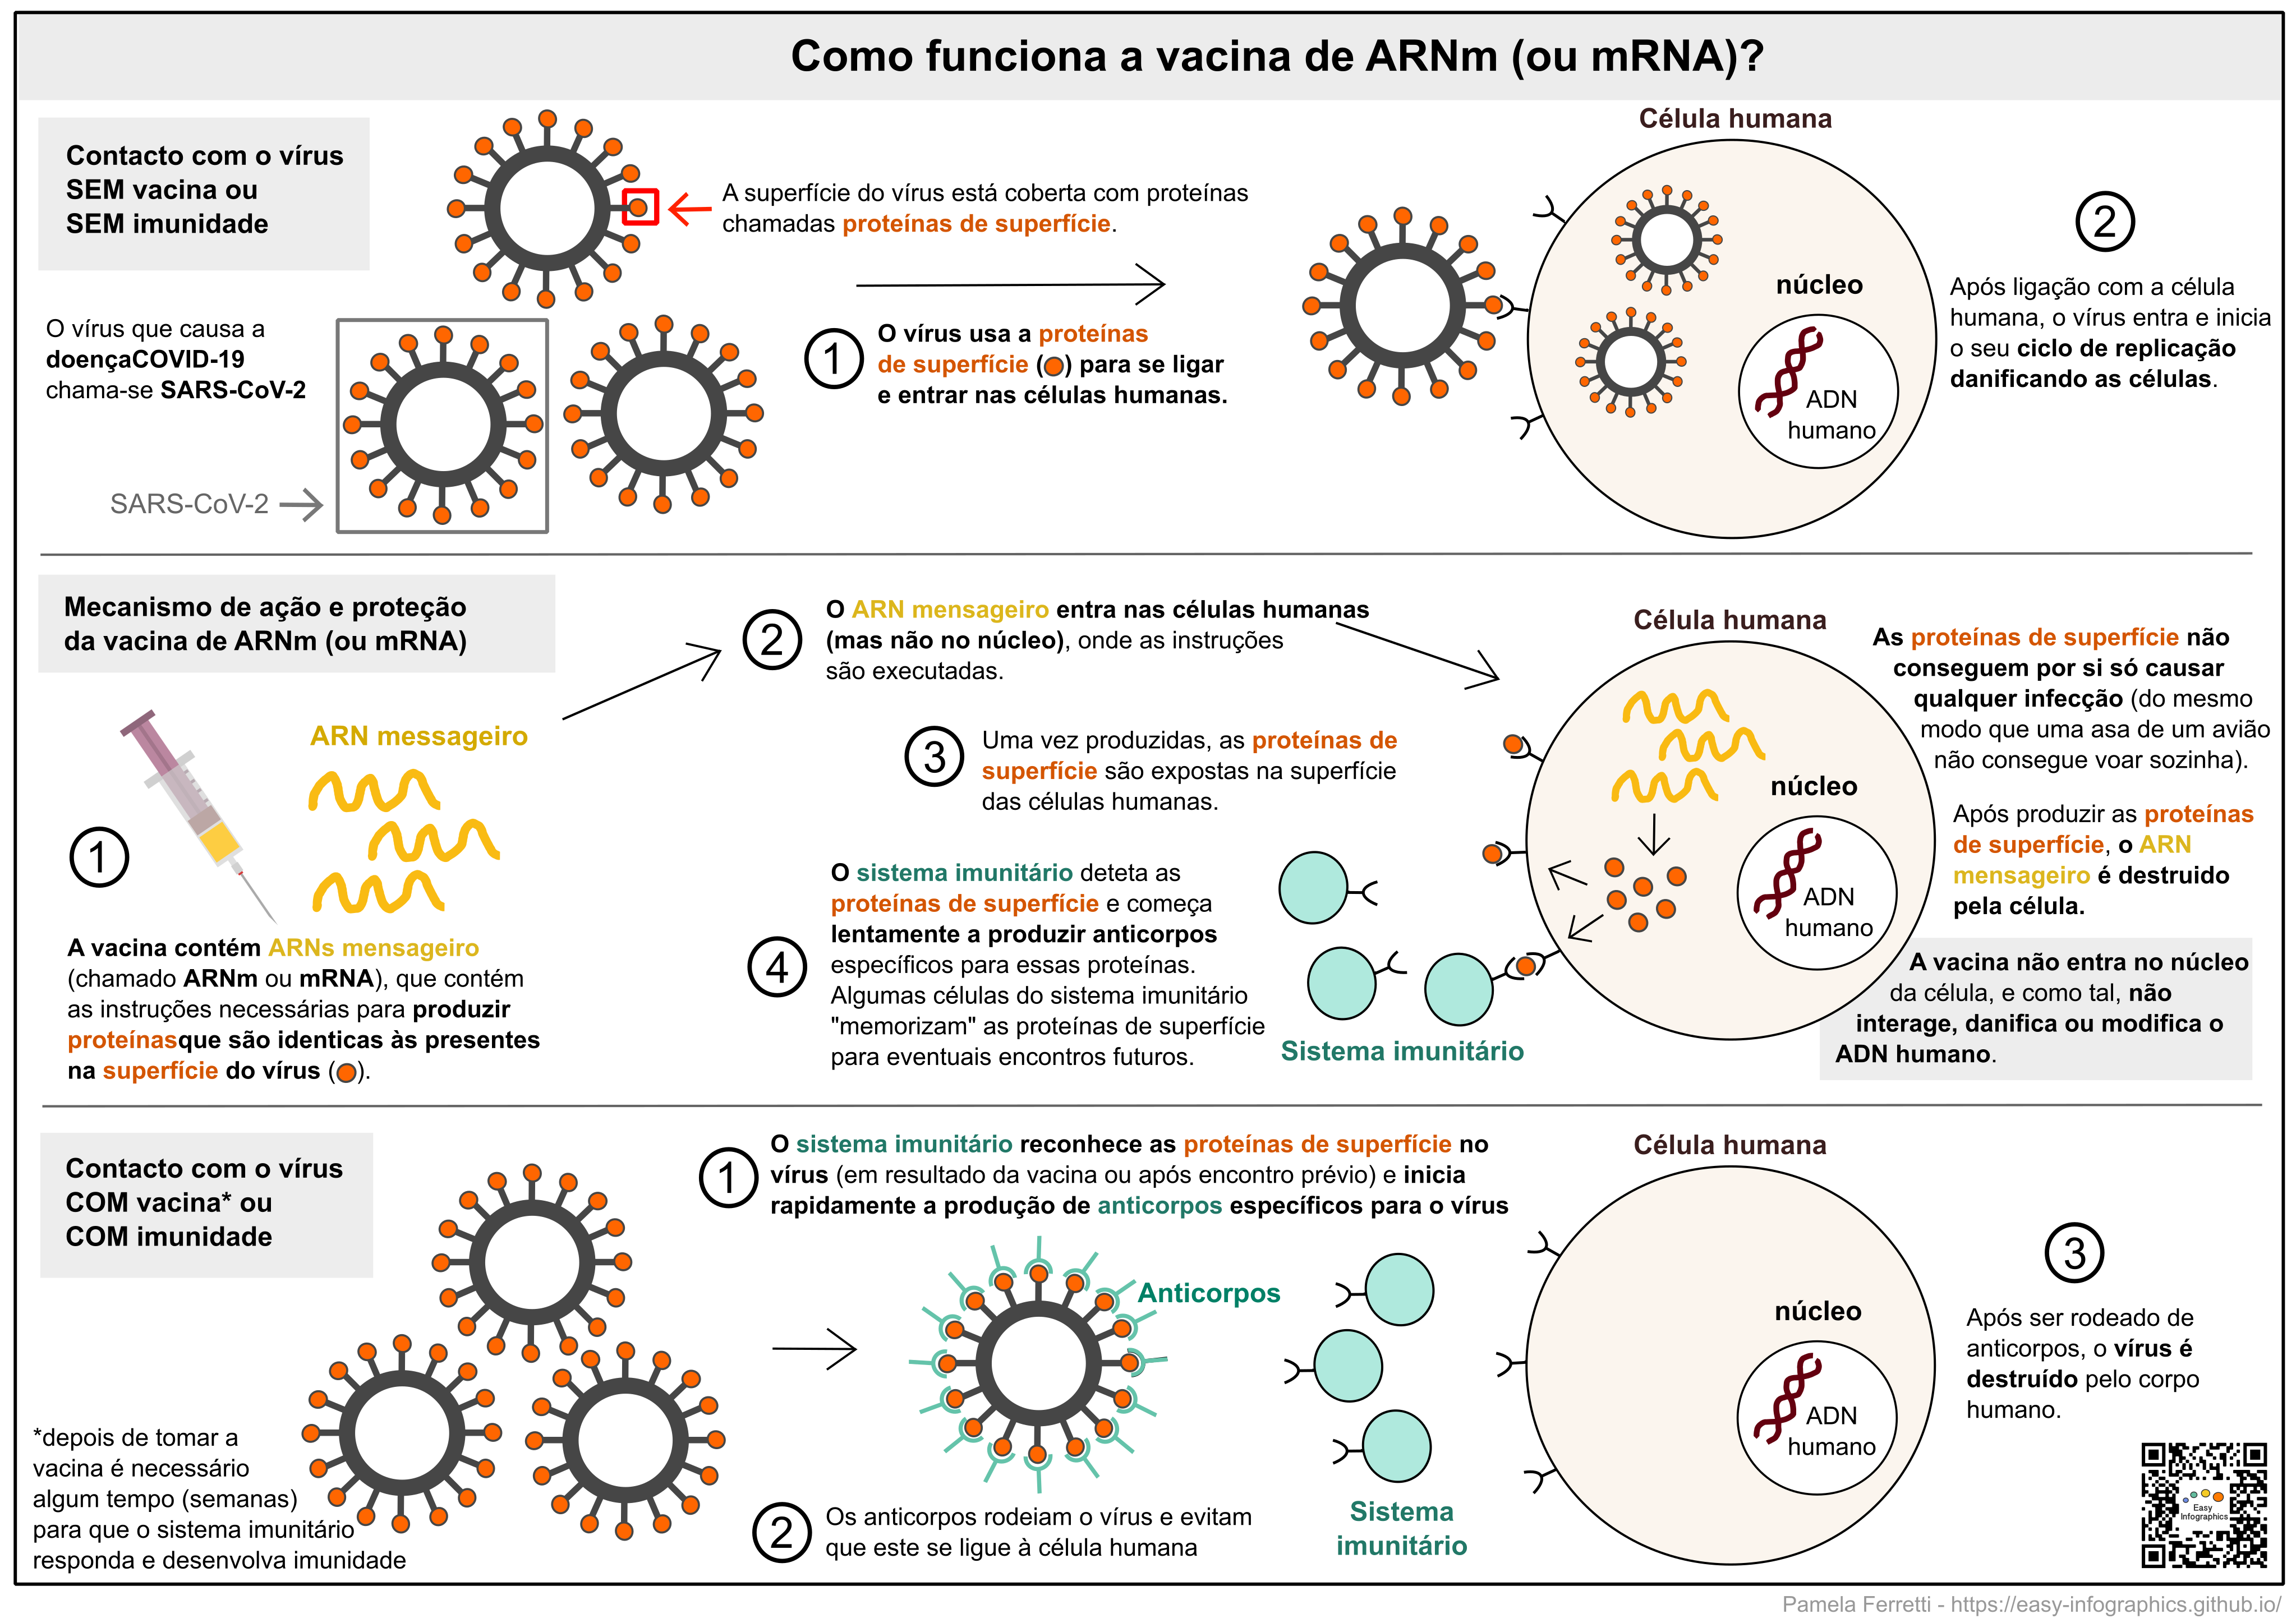 Como funciona a vacina de ARNm (ou mRNA)?
Contacto com o vírus
SEM vacina ou
SEM imunidade
A superfície do vírus está coberta com proteínas
chamadas proteínas de superfície.
O vírus que causa a
doençaCOVID-19
chama-se SARS-CoV-2
SARS-CoV-2
1
O vírus usa a proteínas
de superfície ( ) para se ligar
e entrar nas células humanas.
Célula humana
núcleo
ADN
humano
2
Após ligação com a célula
humana, o vírus entra e inicia
o seu ciclo de replicação
danificando as células.
Mecanismo de ação e proteção
da vacina de ARNm (ou mRNA)
ARN messageiro
1
A vacina contém ARNs mensageiro
(chamado ARNm ou mRNA), que contém
as instruções necessárias para produzir
proteínasque são identicas às presentes
na superfície do vírus ( ).
2
O ARN mensageiro entra nas células humanas
(mas não no núcleo), onde as instruções
são executadas.
3
Uma vez produzidas, as proteínas de
superfície são expostas na superfície
das células humanas.
4
O sistema imunitário deteta as
proteínas de superfície e começa
lentamente a produzir anticorpos
específicos para essas proteínas.
Algumas células do sistema imunitário
"memorizam" as proteínas de superfície
para eventuais encontros futuros.
Sistema imunitário
Célula humana
núcleo
ADN
humano
As proteínas de superfície não
conseguem por si só causar
qualquer infecção (do mesmo
modo que uma asa de um avião
não consegue voar sozinha).
Após produzir as proteínas
de superfície, o ARN
mensageiro é destruido
pela célula.
A vacina não entra no núcleo
da célula, e como tal, não
interage, danifica ou modifica o
ADN humano.
Contacto com o vírus
COM vacina* ou
COM imunidade
*depois de tomar a
vacina é necessário
algum tempo (semanas)
para que o sistema imunitário
responda e desenvolva imunidade
1
O sistema imunitário reconhece as proteínas de superfície no
vírus (em resultado da vacina ou após encontro prévio) e inicia
rapidamente a produção de anticorpos específicos para o vírus
Anticorpos
2
Os anticorpos rodeiam o vírus e evitam
que este se ligue à célula humana
Sistema
imunitário
Célula humana
núcleo
ADN
humano
3
Após ser rodeado de
anticorpos, o vírus é
destruído pelo corpo
humano.
Easy
Infographics
Pamela Ferretti - https://easy-infographics.github.io/